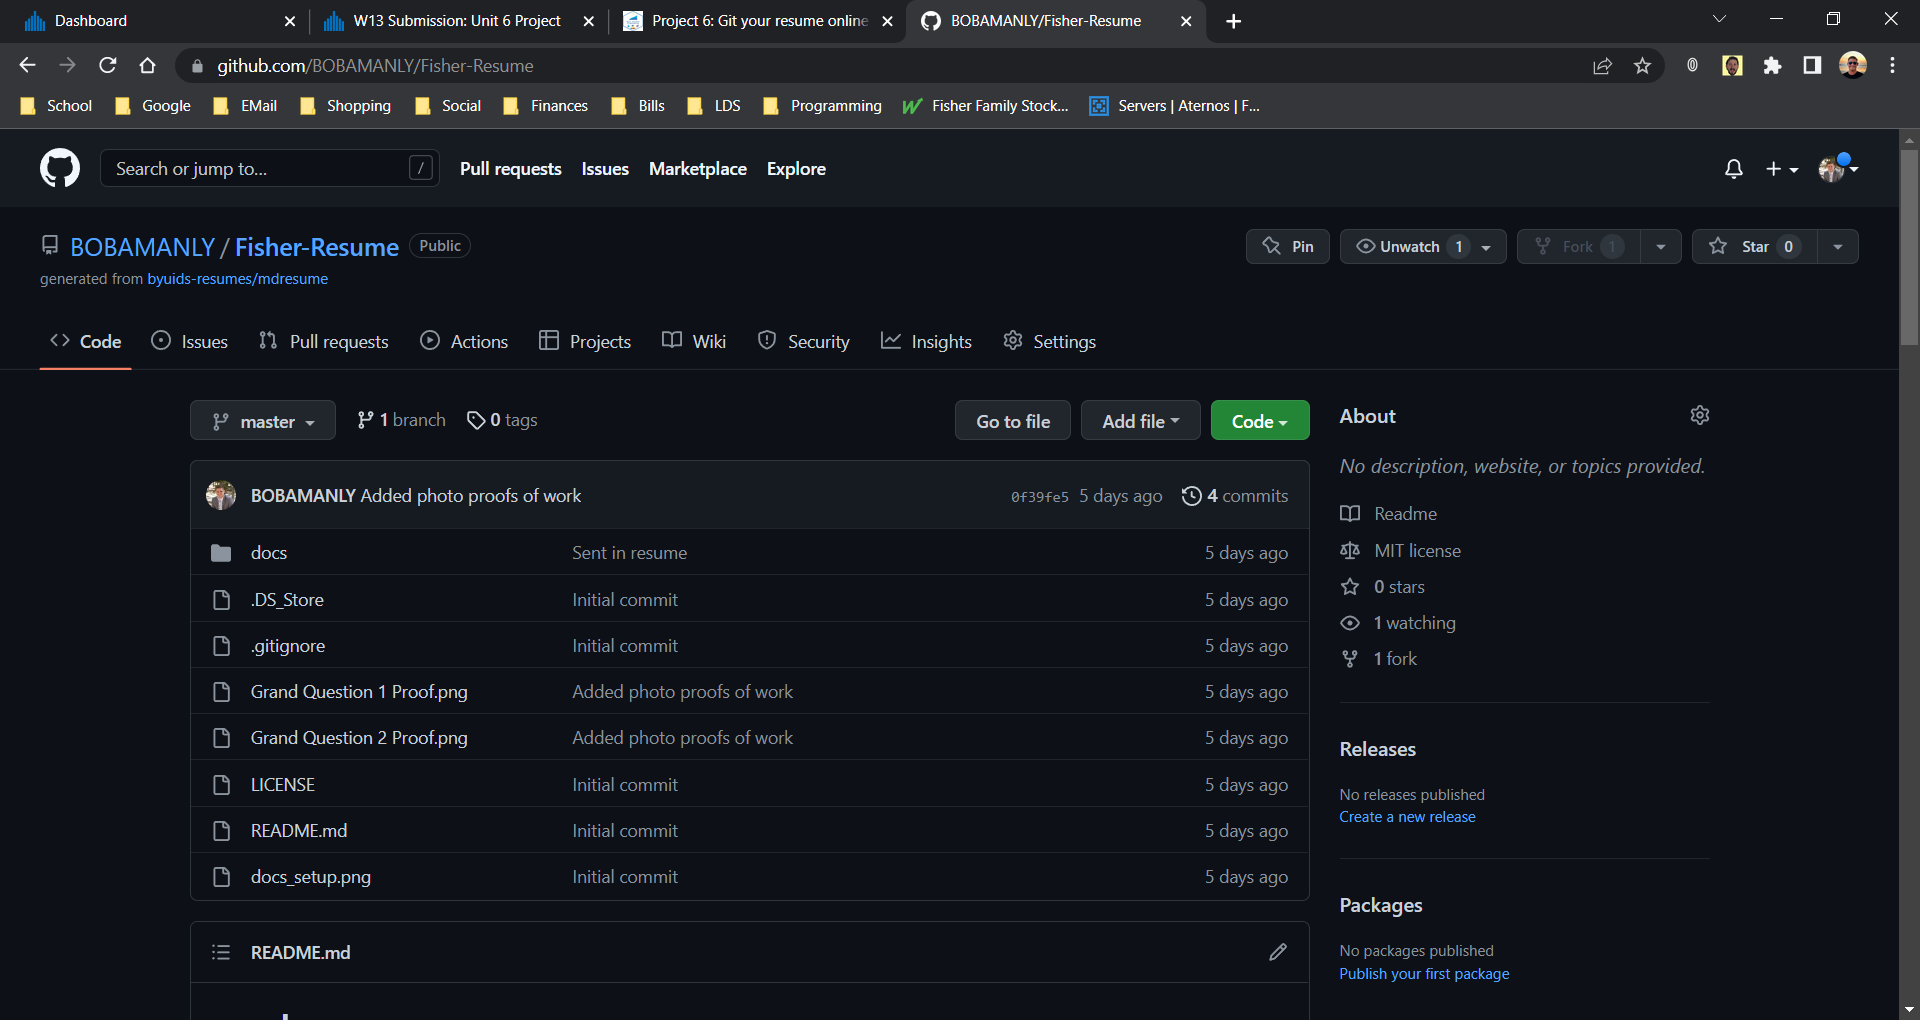 Dashboard
W13 Submission: Unit 6 Project
Project 6: Git your resume online
BOBAMANLY/Fisher-Resume
github.com/BOBAMANLY/Fisher-Resume
School
Google
EMail
Shopping
Social
Finances
Bills
LDS
Programming
Fisher Family Stock...
Servers | Aternos | F...
Search or jump to...
/
Pull requests
Issues
Marketplace
Explore
BOBAMANLY / Fisher-Resume
Public
Pin
Unwatch 1
Fork 1
Star 0
generated from byuids-resumes/mdresume
Code
Issues
Pull requests
Actions
Projects
Wiki
Security
Insights
Settings
master
1 branch
0 tags
Go to file
Add file
Code
BOBAMANLY Added photo proofs of work
0f39fe5 5 days ago
4 commits
docs Sent in resume 5 days ago
.DS_Store Initial commit 5 days ago
.gitignore Initial commit 5 days ago
Grand Question 1 Proof.png Added photo proofs of work 5 days ago
Grand Question 2 Proof.png Added photo proofs of work 5 days ago
LICENSE Initial commit 5 days ago
README.md Initial commit 5 days ago
docs_setup.png Initial commit 5 days ago
README.md
About
No description, website, or topics provided.
Readme
MIT license
0 stars
1 watching
1 fork
Releases
No releases published
Create a new release
Packages
No packages published
Publish your first package